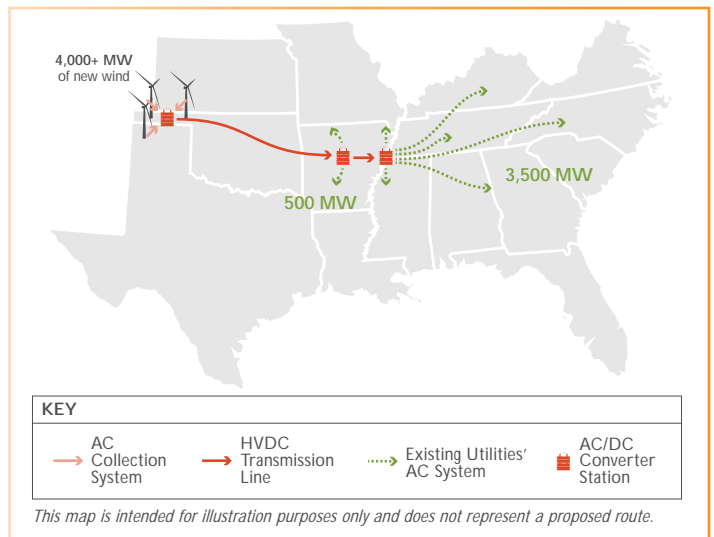 4,000+ MW
of new wind
500 MW
3,500 MW
KEY
AC
Collection
System
HVDC
Transmission
Line
Existing Utilities'
AC System
AC/DC
Converter
Station
This map is intended for illustration purposes only and does not represent a proposed route.